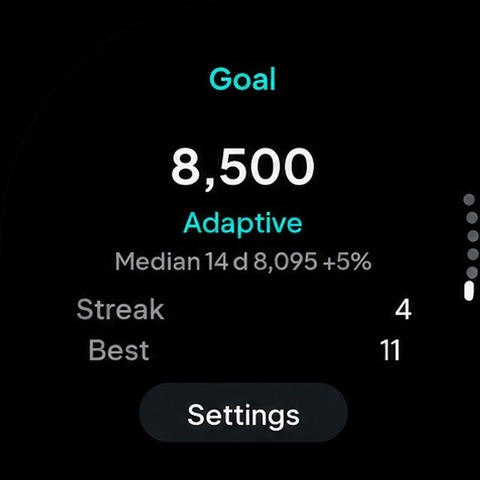 Goal
8,500
Adaptive
Median 14 d 8,095 +5%
Streak 4
Best 11
Settings